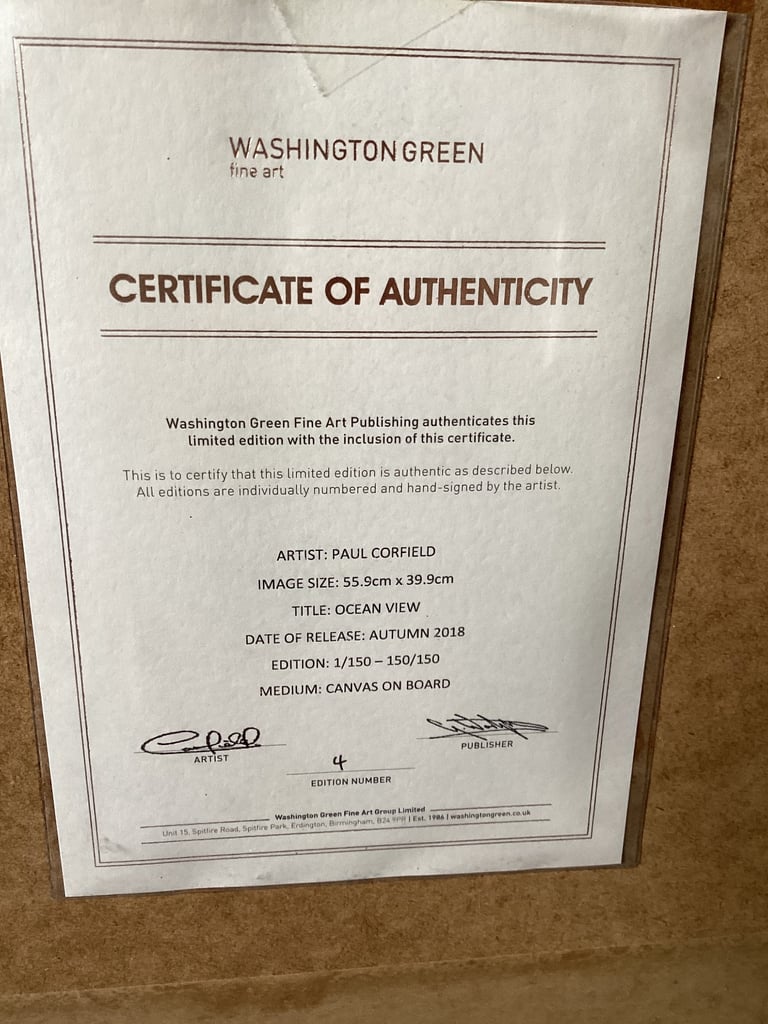 WASHINGTON GREEN
fine art
CERTIFICATE OF AUTHENTICITY
Washington Green Fine Art Publishing authenticates this
limited edition with the inclusion of this certificate.
This is to certify that this limited edition is authentic as described below.
All editions are individually numbered and hand-signed by the artist.
ARTIST: PAUL CORFIELD
IMAGE SIZE: 55.9cm x 39.9cm
TITLE: OCEAN VIEW
DATE OF RELEASE: AUTUMN 2018
EDITION: 1/150 – 150/150
MEDIUM: CANVAS ON BOARD
Corfield
ARTIST
PUBLISHER
4
EDITION NUMBER
Washington Green Fine Art Group Limited
Unit 15, Spitfire Road, Spitfire Park, Erdington, Birmingham, B24 9PR | Est. 1986 | washingtongreen.co.uk